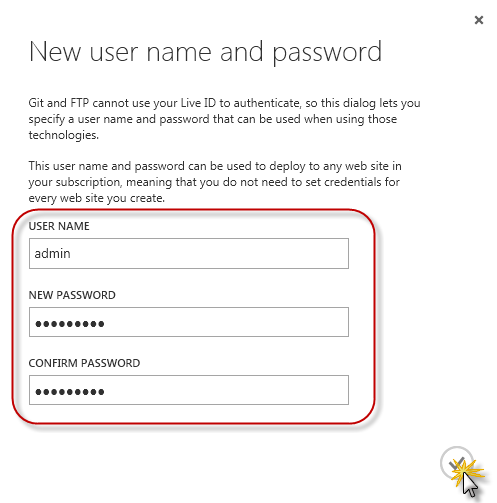 New user name and password
Git and FTP cannot use your Live ID to authenticate, so this dialog lets you
specify a user name and password that can be used when using those
technologies.
This user name and password can be used to deploy to any web site in
your subscription, meaning that you do not need to set credentials for
every web site you create.
USER NAME
admin
NEW PASSWORD
●●●●●●●●●
CONFIRM PASSWORD
●●●●●●●●●